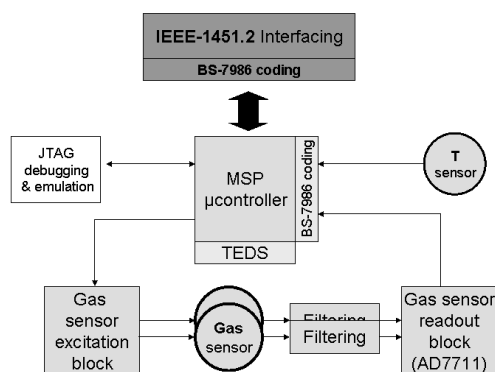 IEEE-1451.2 Interfacing
BS-7986 coding
JTAG
debugging
& emulation
MSP
µcontroller
BS-7986 coding
T
sensor
TEDS
Gas
sensor
excitation
block
Gas
sensor
Filtering
Filtering
Gas sensor
readout
block
(AD7711)